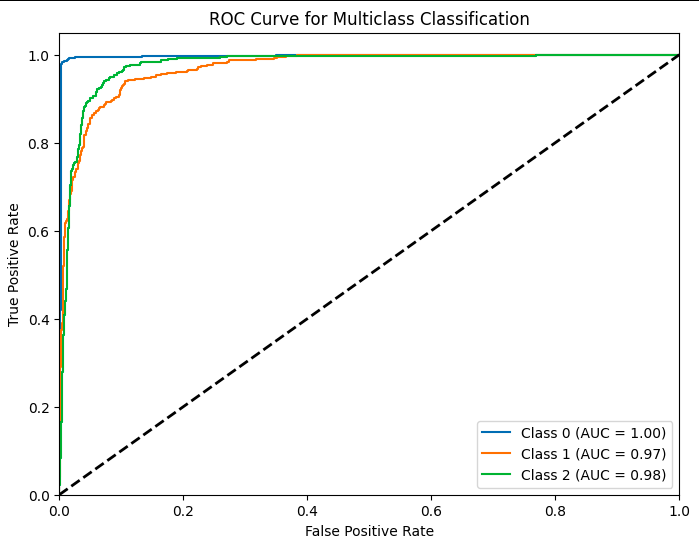 ROC Curve for Multiclass Classification
True Positive Rate
1.0
0.8
0.6
0.4
0.2
0.0
Class 0 (AUC = 1.00)
Class 1 (AUC = 0.97)
Class 2 (AUC = 0.98)
0.0 0.2 0.4 0.6 0.8 1.0
False Positive Rate